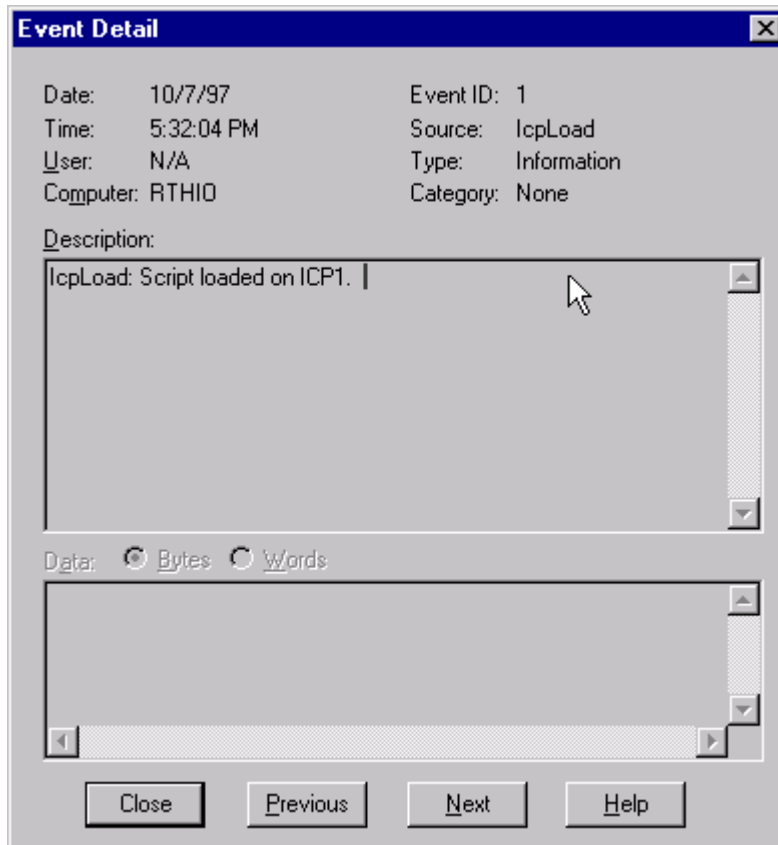 Event Detail
Date: 10/7/97 Event ID: 1
Time: 5:32:04 PM Source: IcpLoad
User: N/A Type: Information
Computer: RTHIO Category: None
Description:
IcpLoad: Script loaded on ICP1.
Data: Bytes Words
Close Previous Next Help